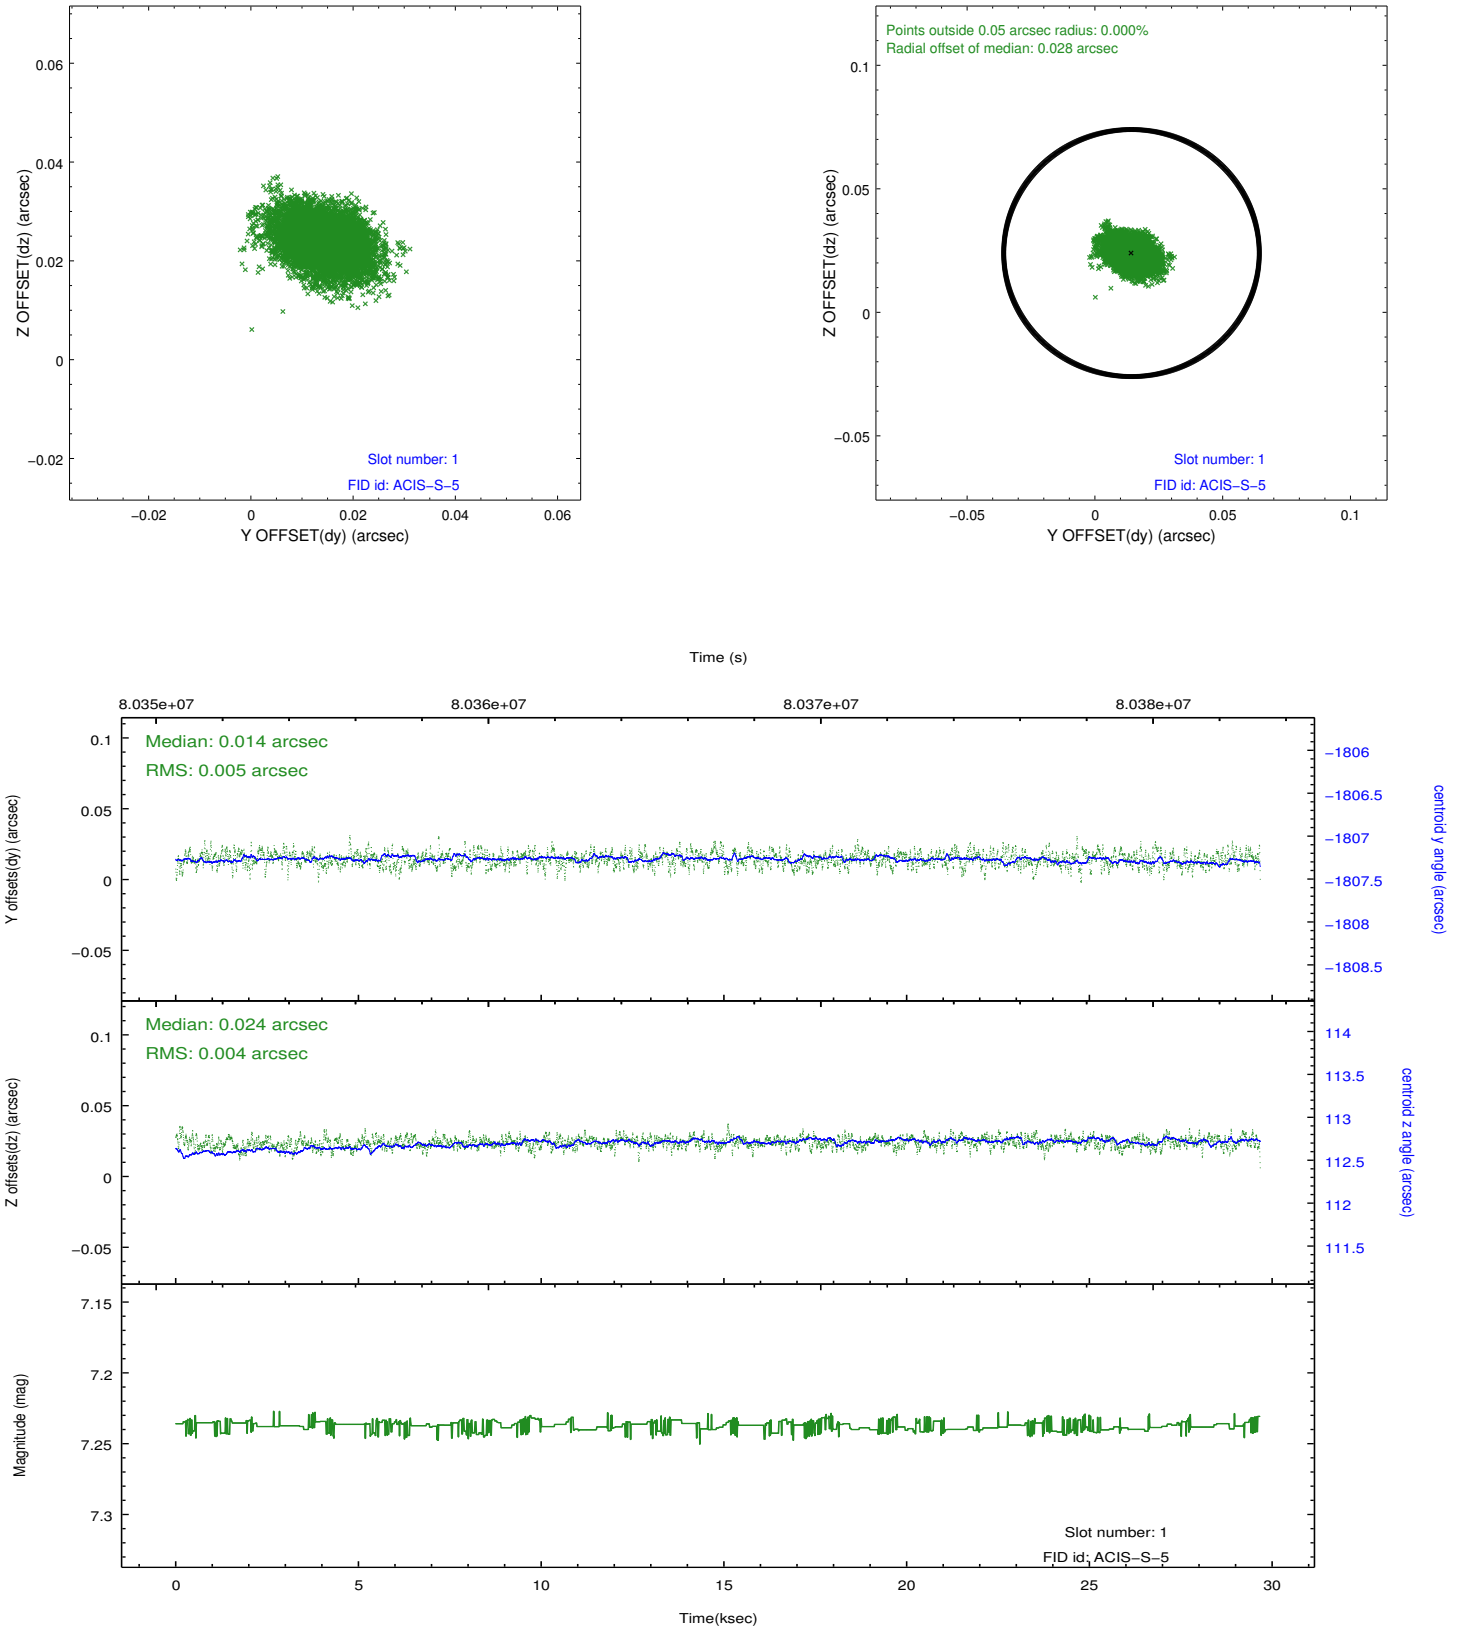 0.06
0.04
0.02
0
−0.02
Z OFFSET(dz) (arcsec)
Slot number: 1
FID id: ACIS−S−5
−0.02
0
0.02
0.04
0.06
Y OFFSET(dy) (arcsec)
Points outside 0.05 arcsec radius: 0.000%
Radial offset of median: 0.028 arcsec
0.1
0.05
0
−0.05
Z OFFSET(dz) (arcsec)
Slot number: 1
FID id: ACIS−S−5
−0.05
0
0.05
0.1
Y OFFSET(dy) (arcsec)
Time (s)
8.035e+07
8.036e+07
8.037e+07
8.038e+07
Median: 0.014 arcsec
RMS: 0.005 arcsec
0.1
0.05
0
−0.05
Y offsets(dy) (arcsec)
−1806
−1806.5
−1807
−1807.5
−1808
−1808.5
centroid y angle (arcsec)
Median: 0.024 arcsec
RMS: 0.004 arcsec
0.1
0.05
0
−0.05
Z offsets(dz) (arcsec)
114
113.5
113
112.5
112
111.5
centroid z angle (arcsec)
7.15
7.2
7.25
7.3
Magnitude (mag)
Slot number: 1
FID id: ACIS−S−5
0
5
10
15
20
25
30
Time(ksec)